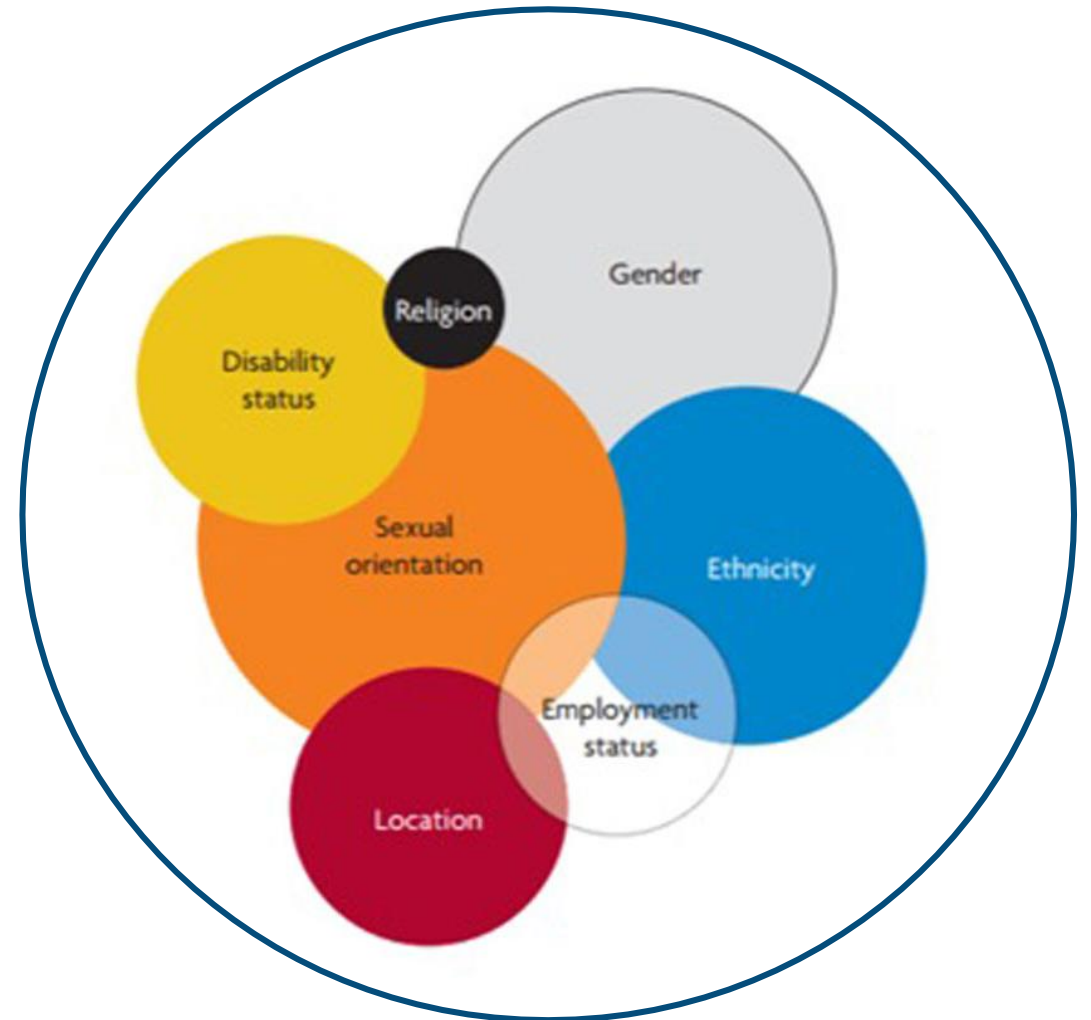 Gender
Religion
Disability
status
Sexual
orientation
Ethnicity
Employment
status
Location